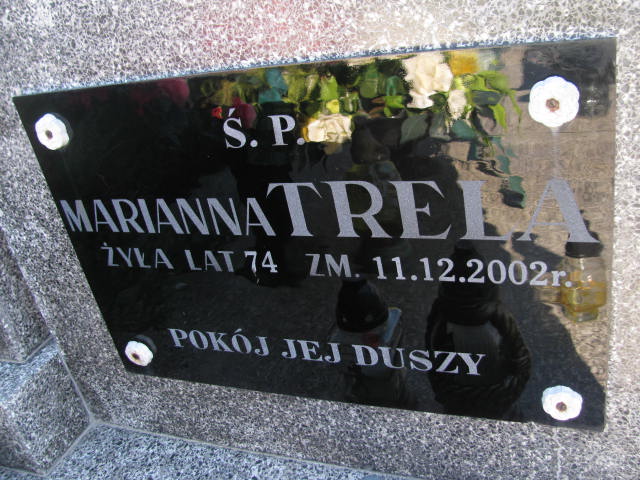 Ś. P.
MARIANNA TRELA
ŻYŁA LAT 74 ZM. 11.12.2002r.
POKÓJ JEJ DUSZY